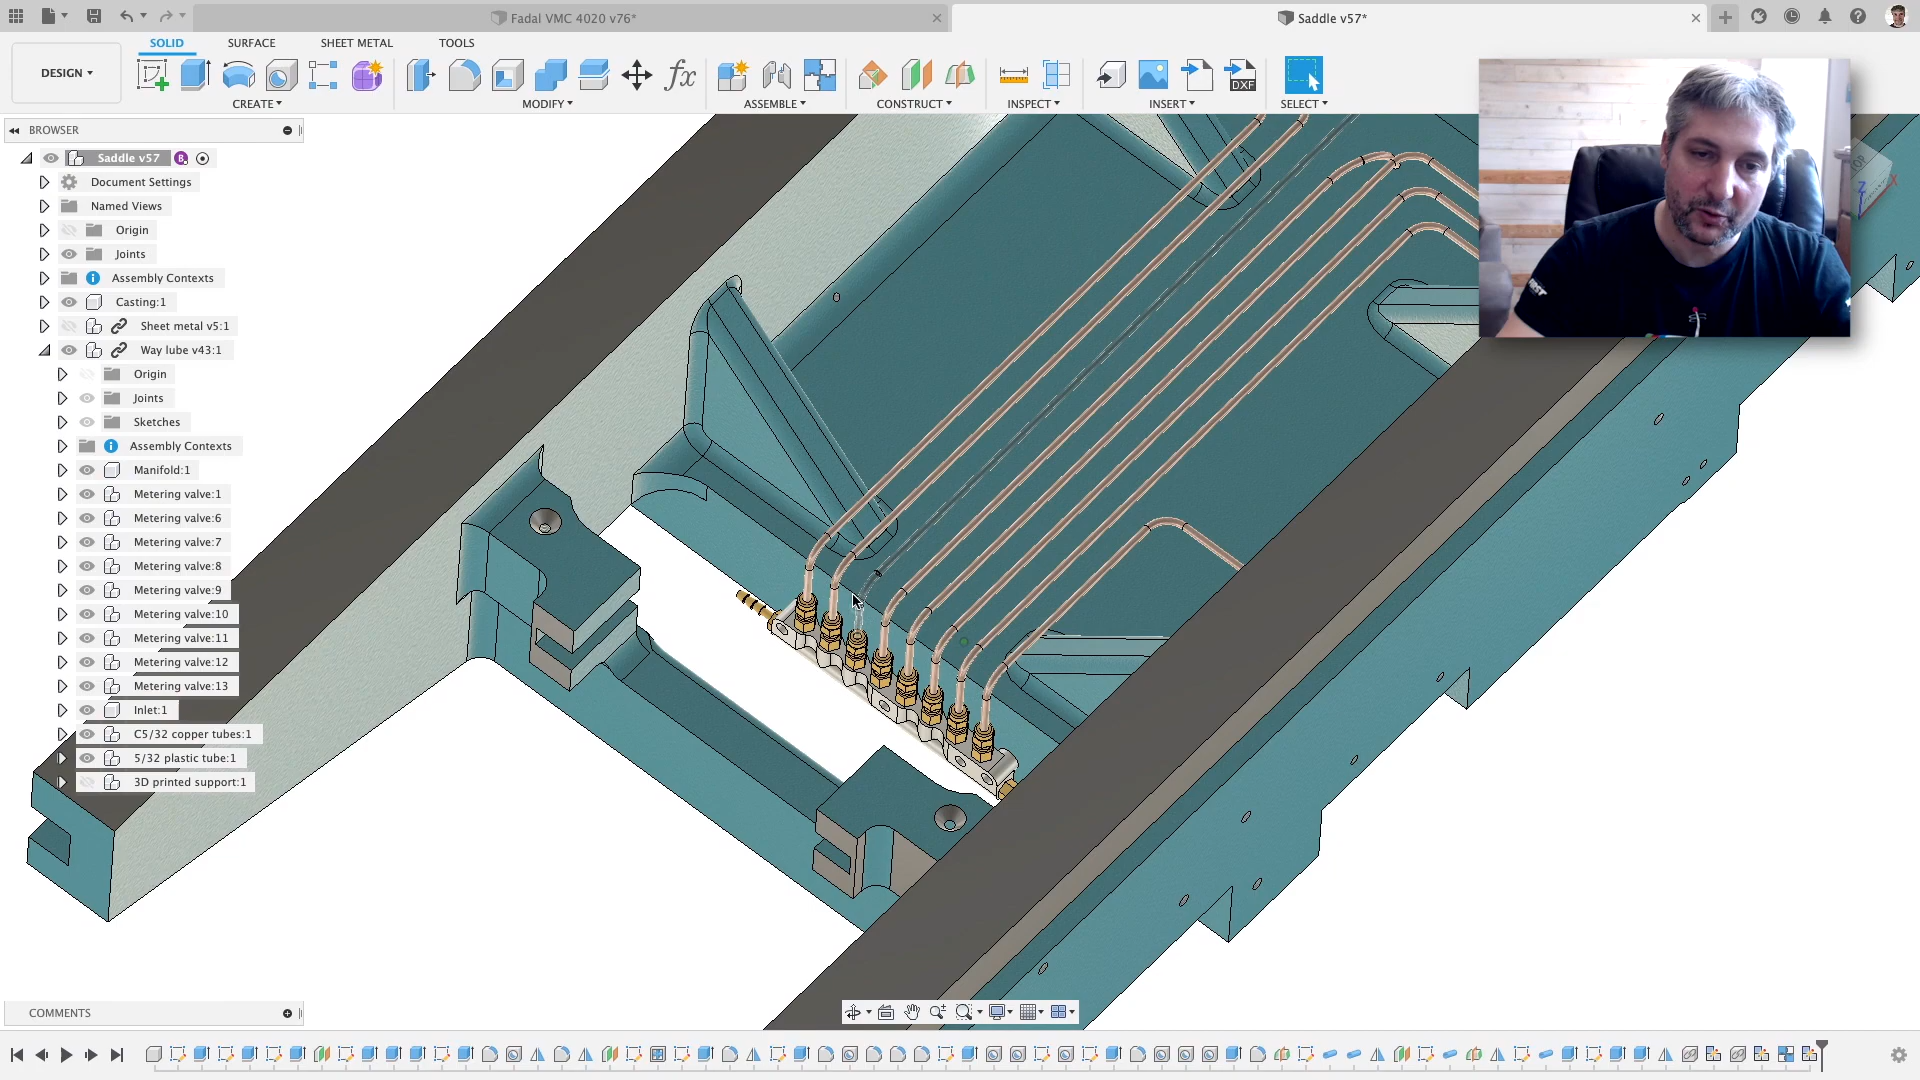 Fadal VMC 4020 v76*
Saddle v57*
SOLID
SURFACE
SHEET METAL
TOOLS
DESIGN
CREATE
MODIFY
ASSEMBLE
CONSTRUCT
INSPECT
INSERT
SELECT
fx
DXF
BROWSER
Saddle v57
Document Settings
Named Views
Origin
Joints
Assembly Contexts
Casting:1
Sheet metal v5:1
Way lube v43:1
Origin
Joints
Sketches
Assembly Contexts
Manifold:1
Metering valve:1
Metering valve:6
Metering valve:7
Metering valve:8
Metering valve:9
Metering valve:10
Metering valve:11
Metering valve:12
Metering valve:13
Inlet:1
C5/32 copper tubes:1
5/32 plastic tube:1
3D printed support:1
COMMENTS
TOP
Z
X